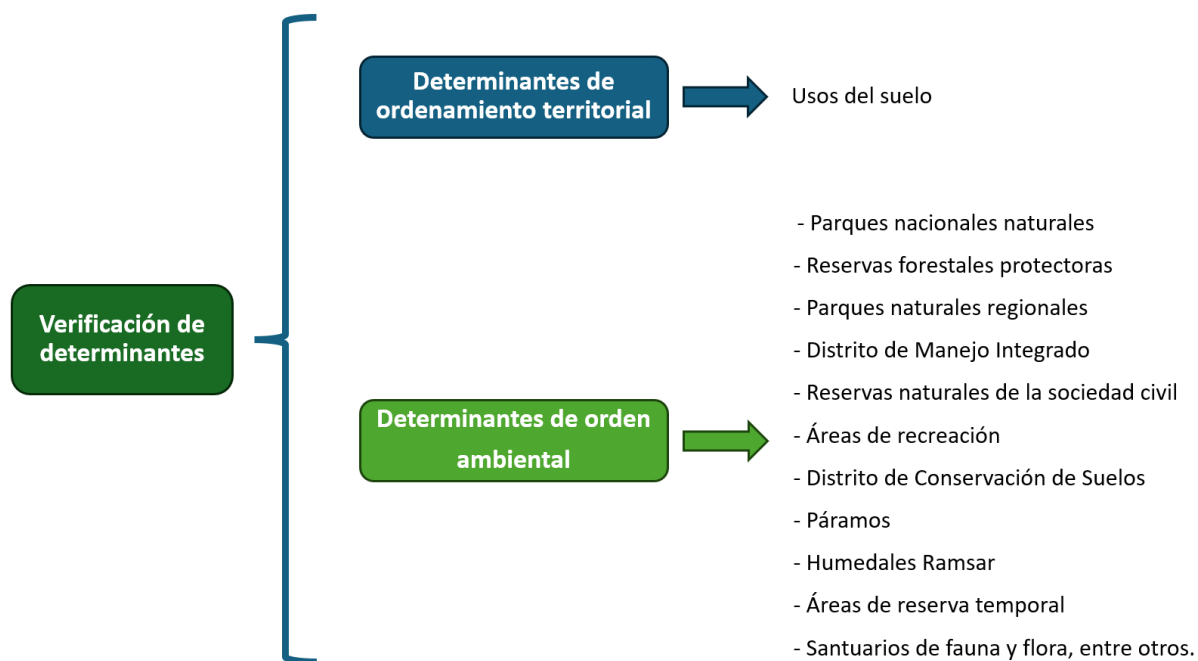 Verificación de
determinantes
Determinantes de
ordenamiento territorial
Usos del suelo
Determinantes de orden
ambiental
- Parques nacionales naturales
- Reservas forestales protectoras
- Parques naturales regionales
- Distrito de Manejo Integrado
- Reservas naturales de la sociedad civil
- Áreas de recreación
- Distrito de Conservación de Suelos
- Páramos
- Humedales Ramsar
- Áreas de reserva temporal
- Santuarios de fauna y flora, entre otros.